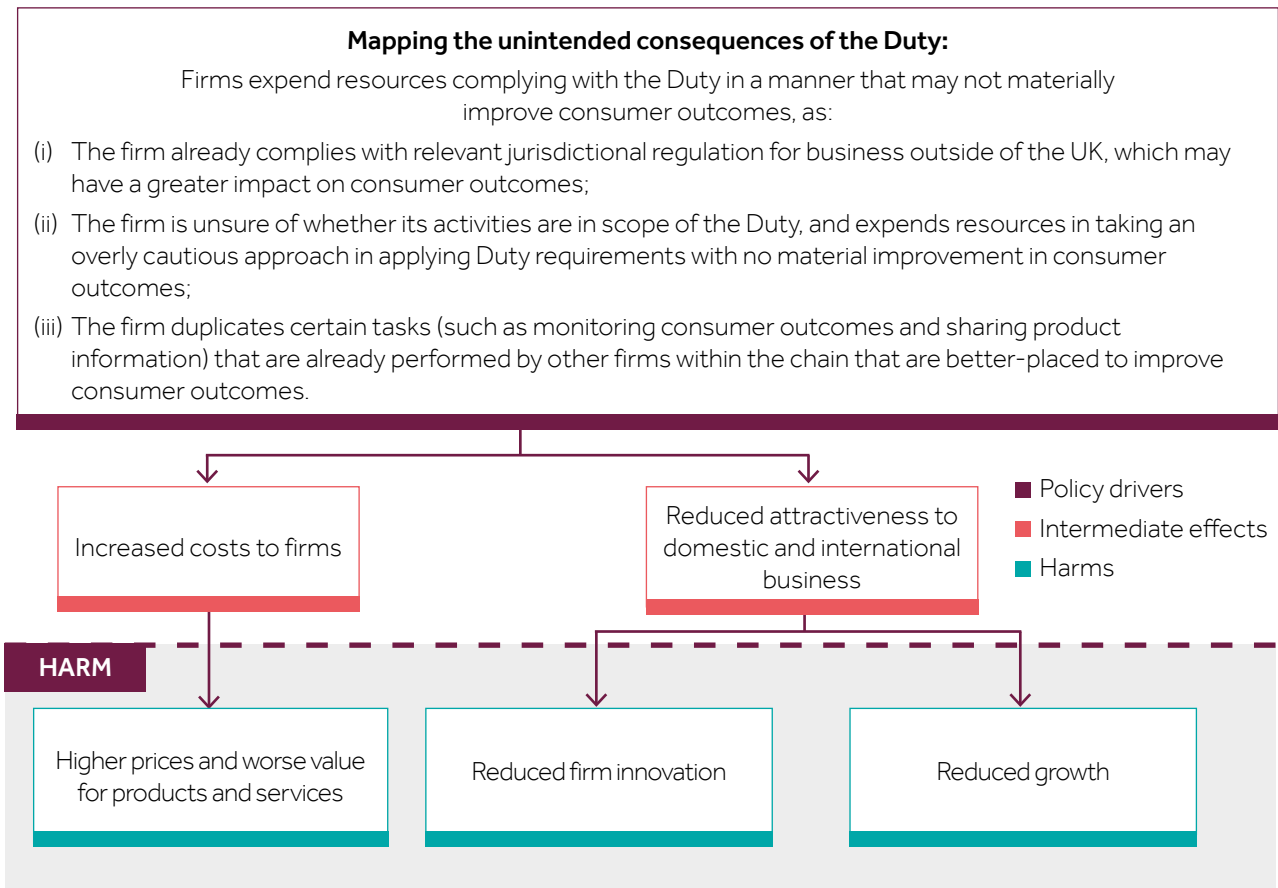 Mapping the unintended consequences of the Duty:
Firms expend resources complying with the Duty in a manner that may not materially
improve consumer outcomes, as:
(i) The firm already complies with relevant jurisdictional regulation for business outside of the UK, which may
have a greater impact on consumer outcomes;
(ii) The firm is unsure of whether its activities are in scope of the Duty, and expends resources in taking an
overly cautious approach in applying Duty requirements with no material improvement in consumer
outcomes;
(iii) The firm duplicates certain tasks (such as monitoring consumer outcomes and sharing product
information) that are already performed by other firms within the chain that are better-placed to improve
consumer outcomes.
Increased costs to firms
Reduced attractiveness to
domestic and international
business
Policy drivers
Intermediate effects
Harms
HARM
Higher prices and worse value
for products and services
Reduced firm innovation
Reduced growth